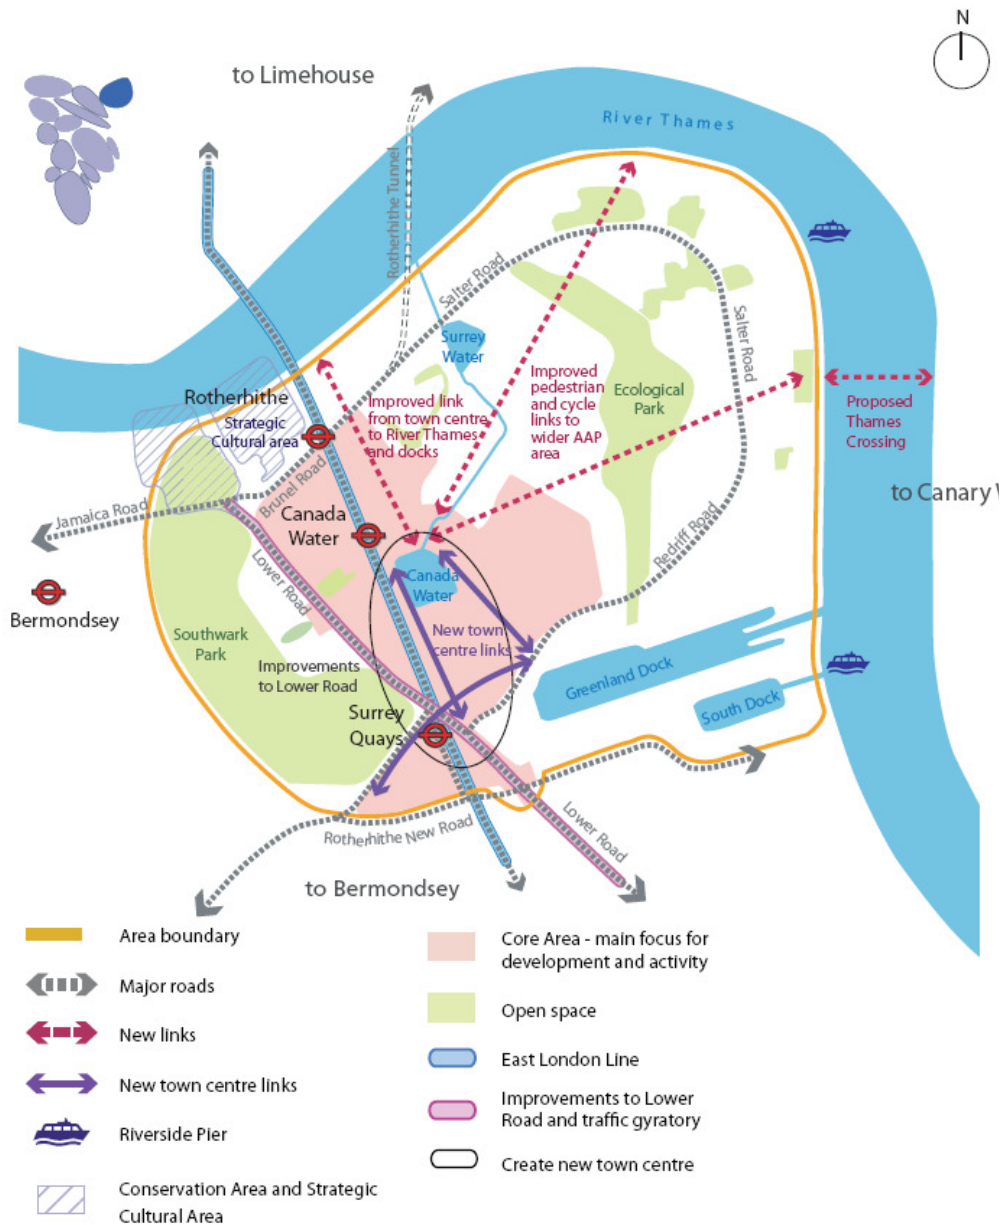 N
to Limehouse
River Thames
Rotherhithe Tunnel
Salter Road
Surrey
Water
Salter Road
Rotherhithe
Strategic
Cultural area
Improved link
from town centre
to River Thames
and docks
Improved
pedestrian
and cycle
links to
wider AAP
area
Ecological
Park
Proposed
Thames
Crossing
to Canary
Jamaica Road
Brunel Road
Canada
Water
Lower Road
Redriff Road
Canada
Water
Bermondsey
Southwark
Park
New town
centre links
Improvements
to Lower Road
Greenland Dock
South Dock
Surrey
Quays
Rotherhithe New Road
Lower Road
to Bermondsey
Area boundary
Major roads
New links
New town centre links
Riverside Pier
Conservation Area and Strategic
Cultural Area
Core Area - main focus for
development and activity
Open space
East London Line
Improvements to Lower
Road and traffic gyratory
Create new town centre